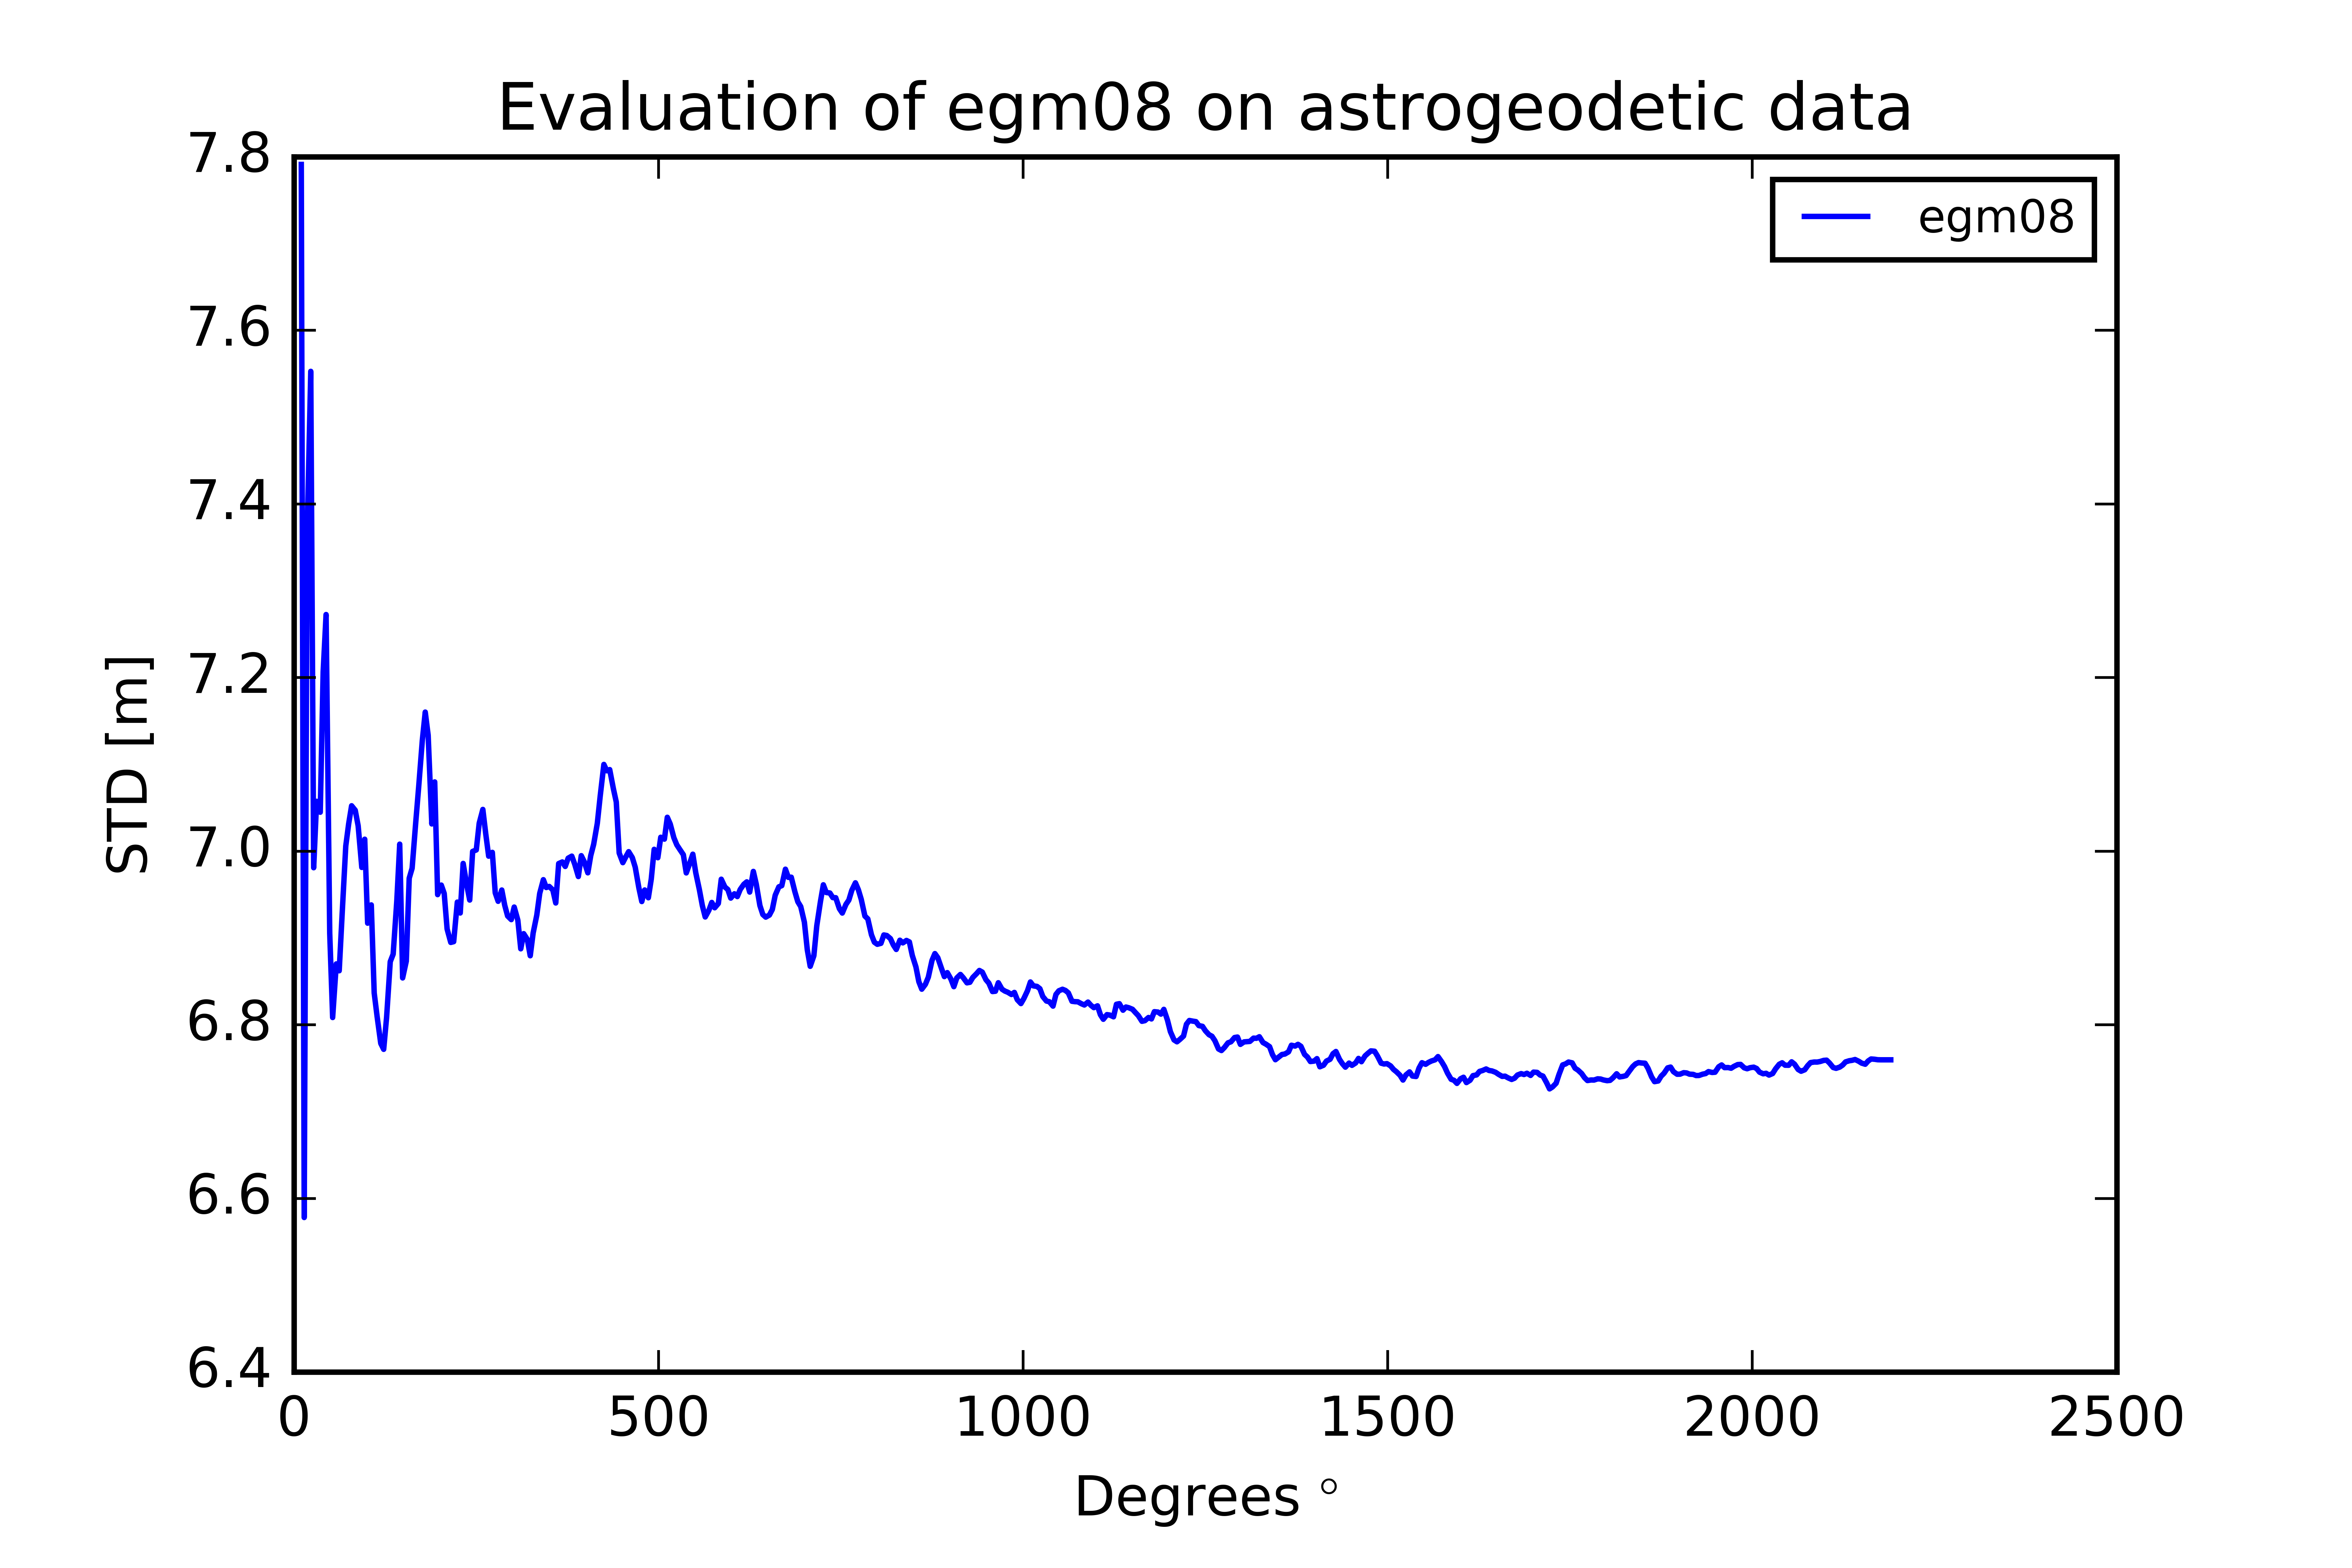 Evaluation of egm08 on astrogeodetic data
egm08
7.8
7.6
7.4
7.2
7.0
6.8
6.6
6.4
STD [m]
0 500 1000 1500 2000 2500
Degrees °